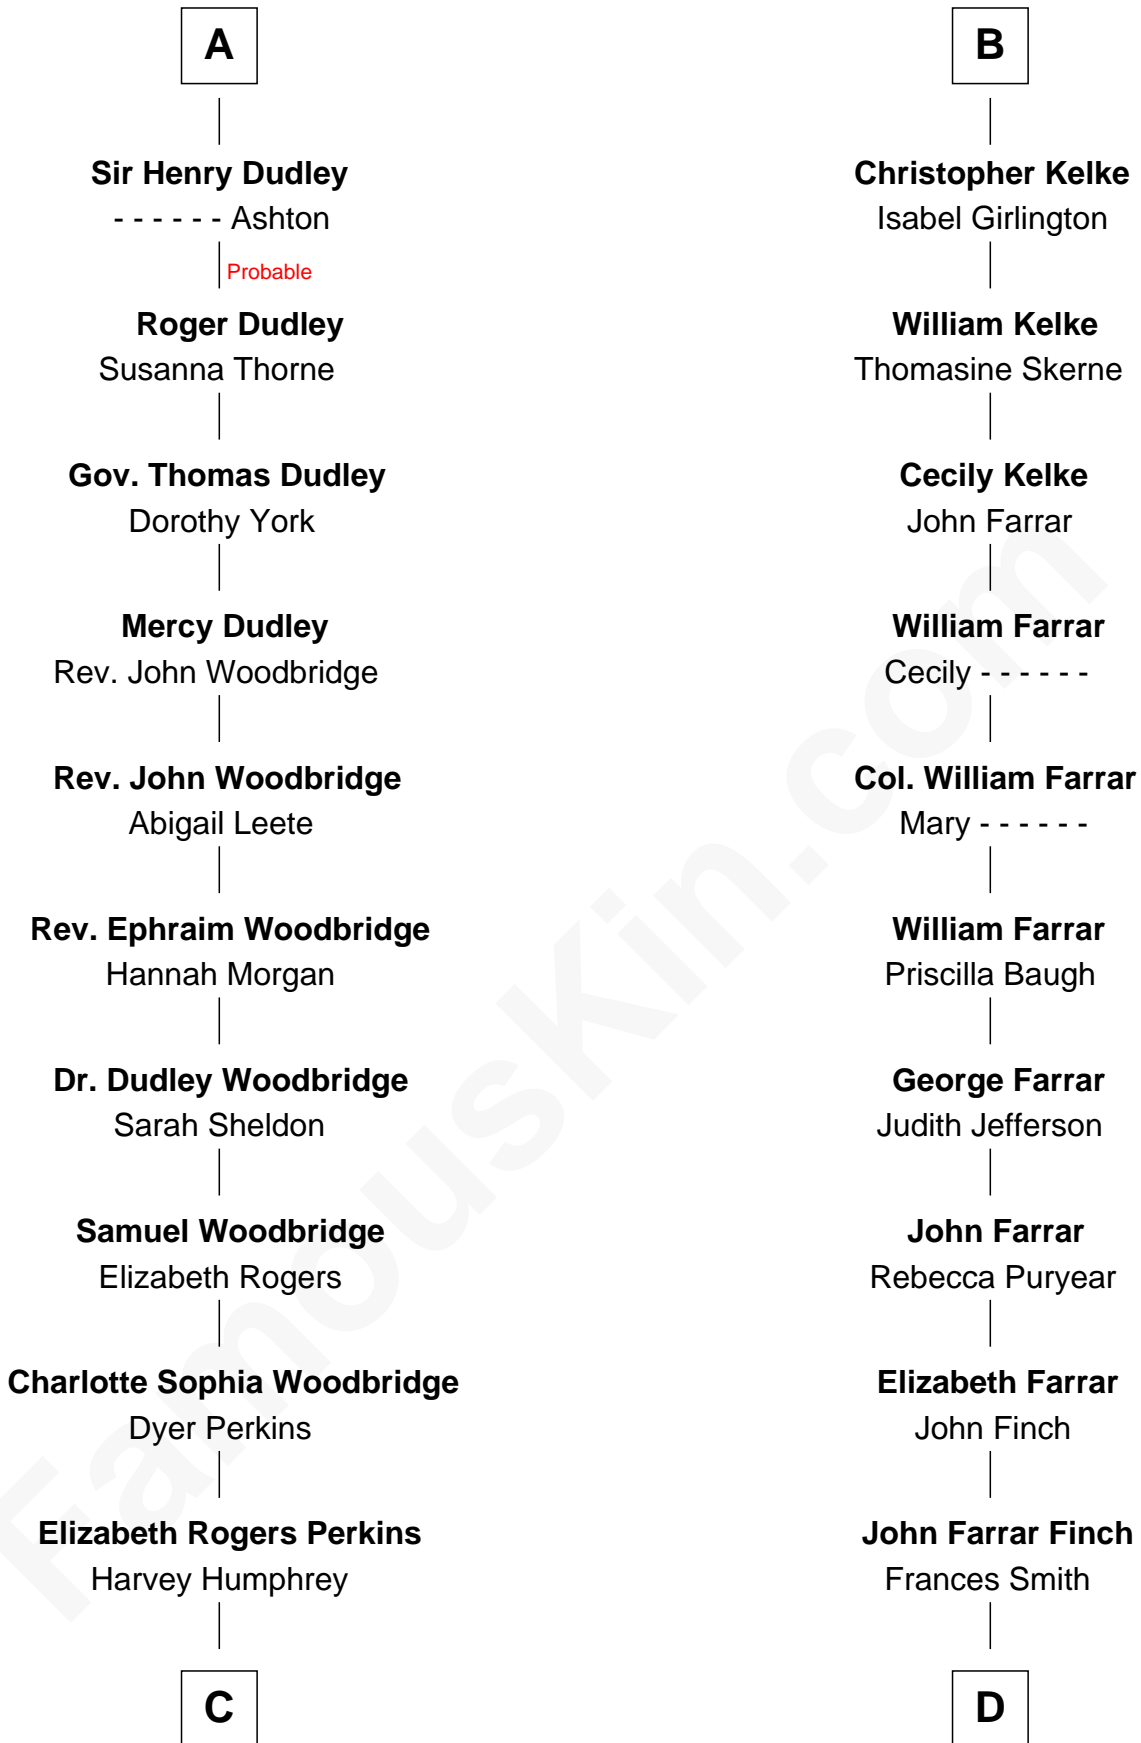 A
Sir Henry Dudley
- - - - - - Ashton
Probable
Roger Dudley
Susanna Thorne
Gov. Thomas Dudley
Dorothy York
Mercy Dudley
Rev. John Woodbridge
Rev. John Woodbridge
Abigail Leete
Rev. Ephraim Woodbridge
Hannah Morgan
Dr. Dudley Woodbridge
Sarah Sheldon
Samuel Woodbridge
Elizabeth Rogers
Charlotte Sophia Woodbridge
Dyer Perkins
Elizabeth Rogers Perkins
Harvey Humphrey
C
B
Christopher Kelke
Isabel Girlington
William Kelke
Thomasine Skerne
Cecily Kelke
John Farrar
William Farrar
Cecily - - - - - -
Col. William Farrar
Mary - - - - - -
William Farrar
Priscilla Baugh
George Farrar
Judith Jefferson
John Farrar
Rebecca Puryear
Elizabeth Farrar
John Finch
John Farrar Finch
Frances Smith
D
FamousKin.com